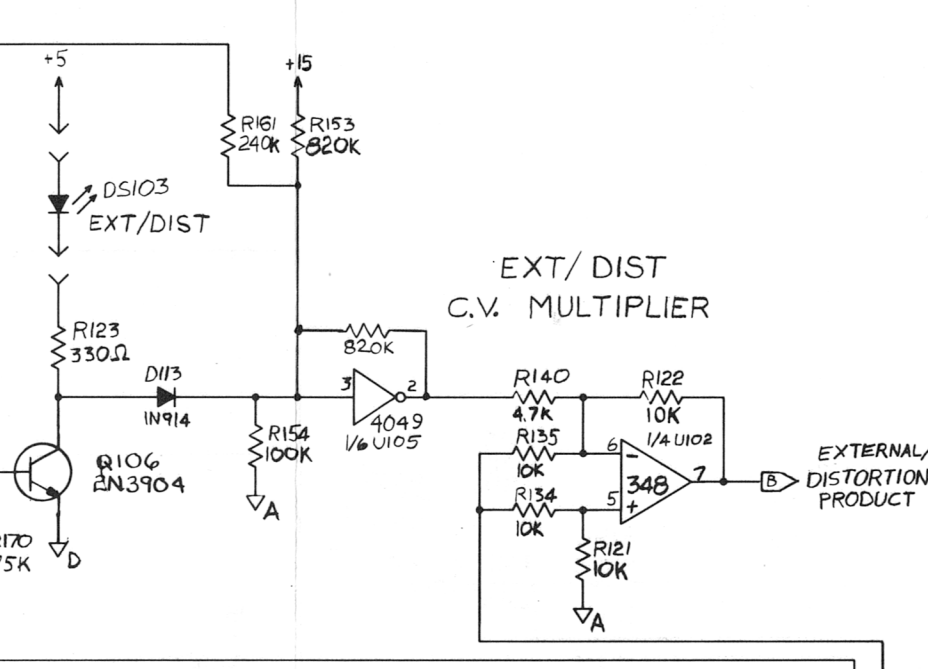 +5
+15
R161
240K
R153
820K
DS103
EXT/DIST
EXT/ DIST
C.V. MULTIPLIER
R123
330Ω
820K
D113
1N914
3
2
4049
1/6 U105
R154
100K
A
R140
4.7K
R122
10K
R135
10K
6
1/4 U102
-
348
7
B
EXTERNAL/
DISTORTION
PRODUCT
R134
10K
5
+
R121
10K
A
Q106
2N3904
D
R170